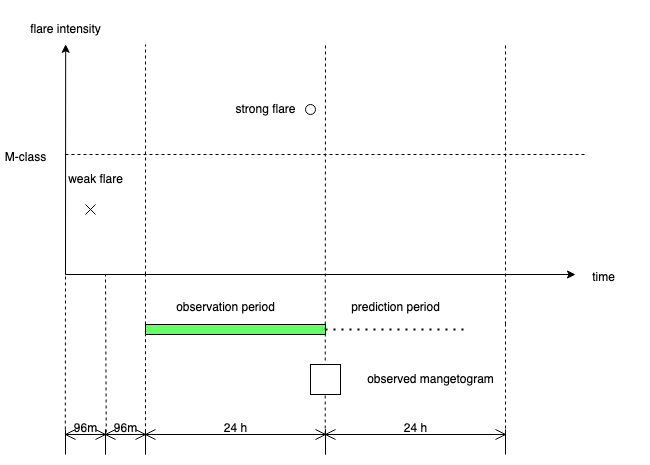 flare intensity
strong flare
M-class
weak flare
time
observation period
prediction period
observed mangetogram
96m
96m
24 h
24 h